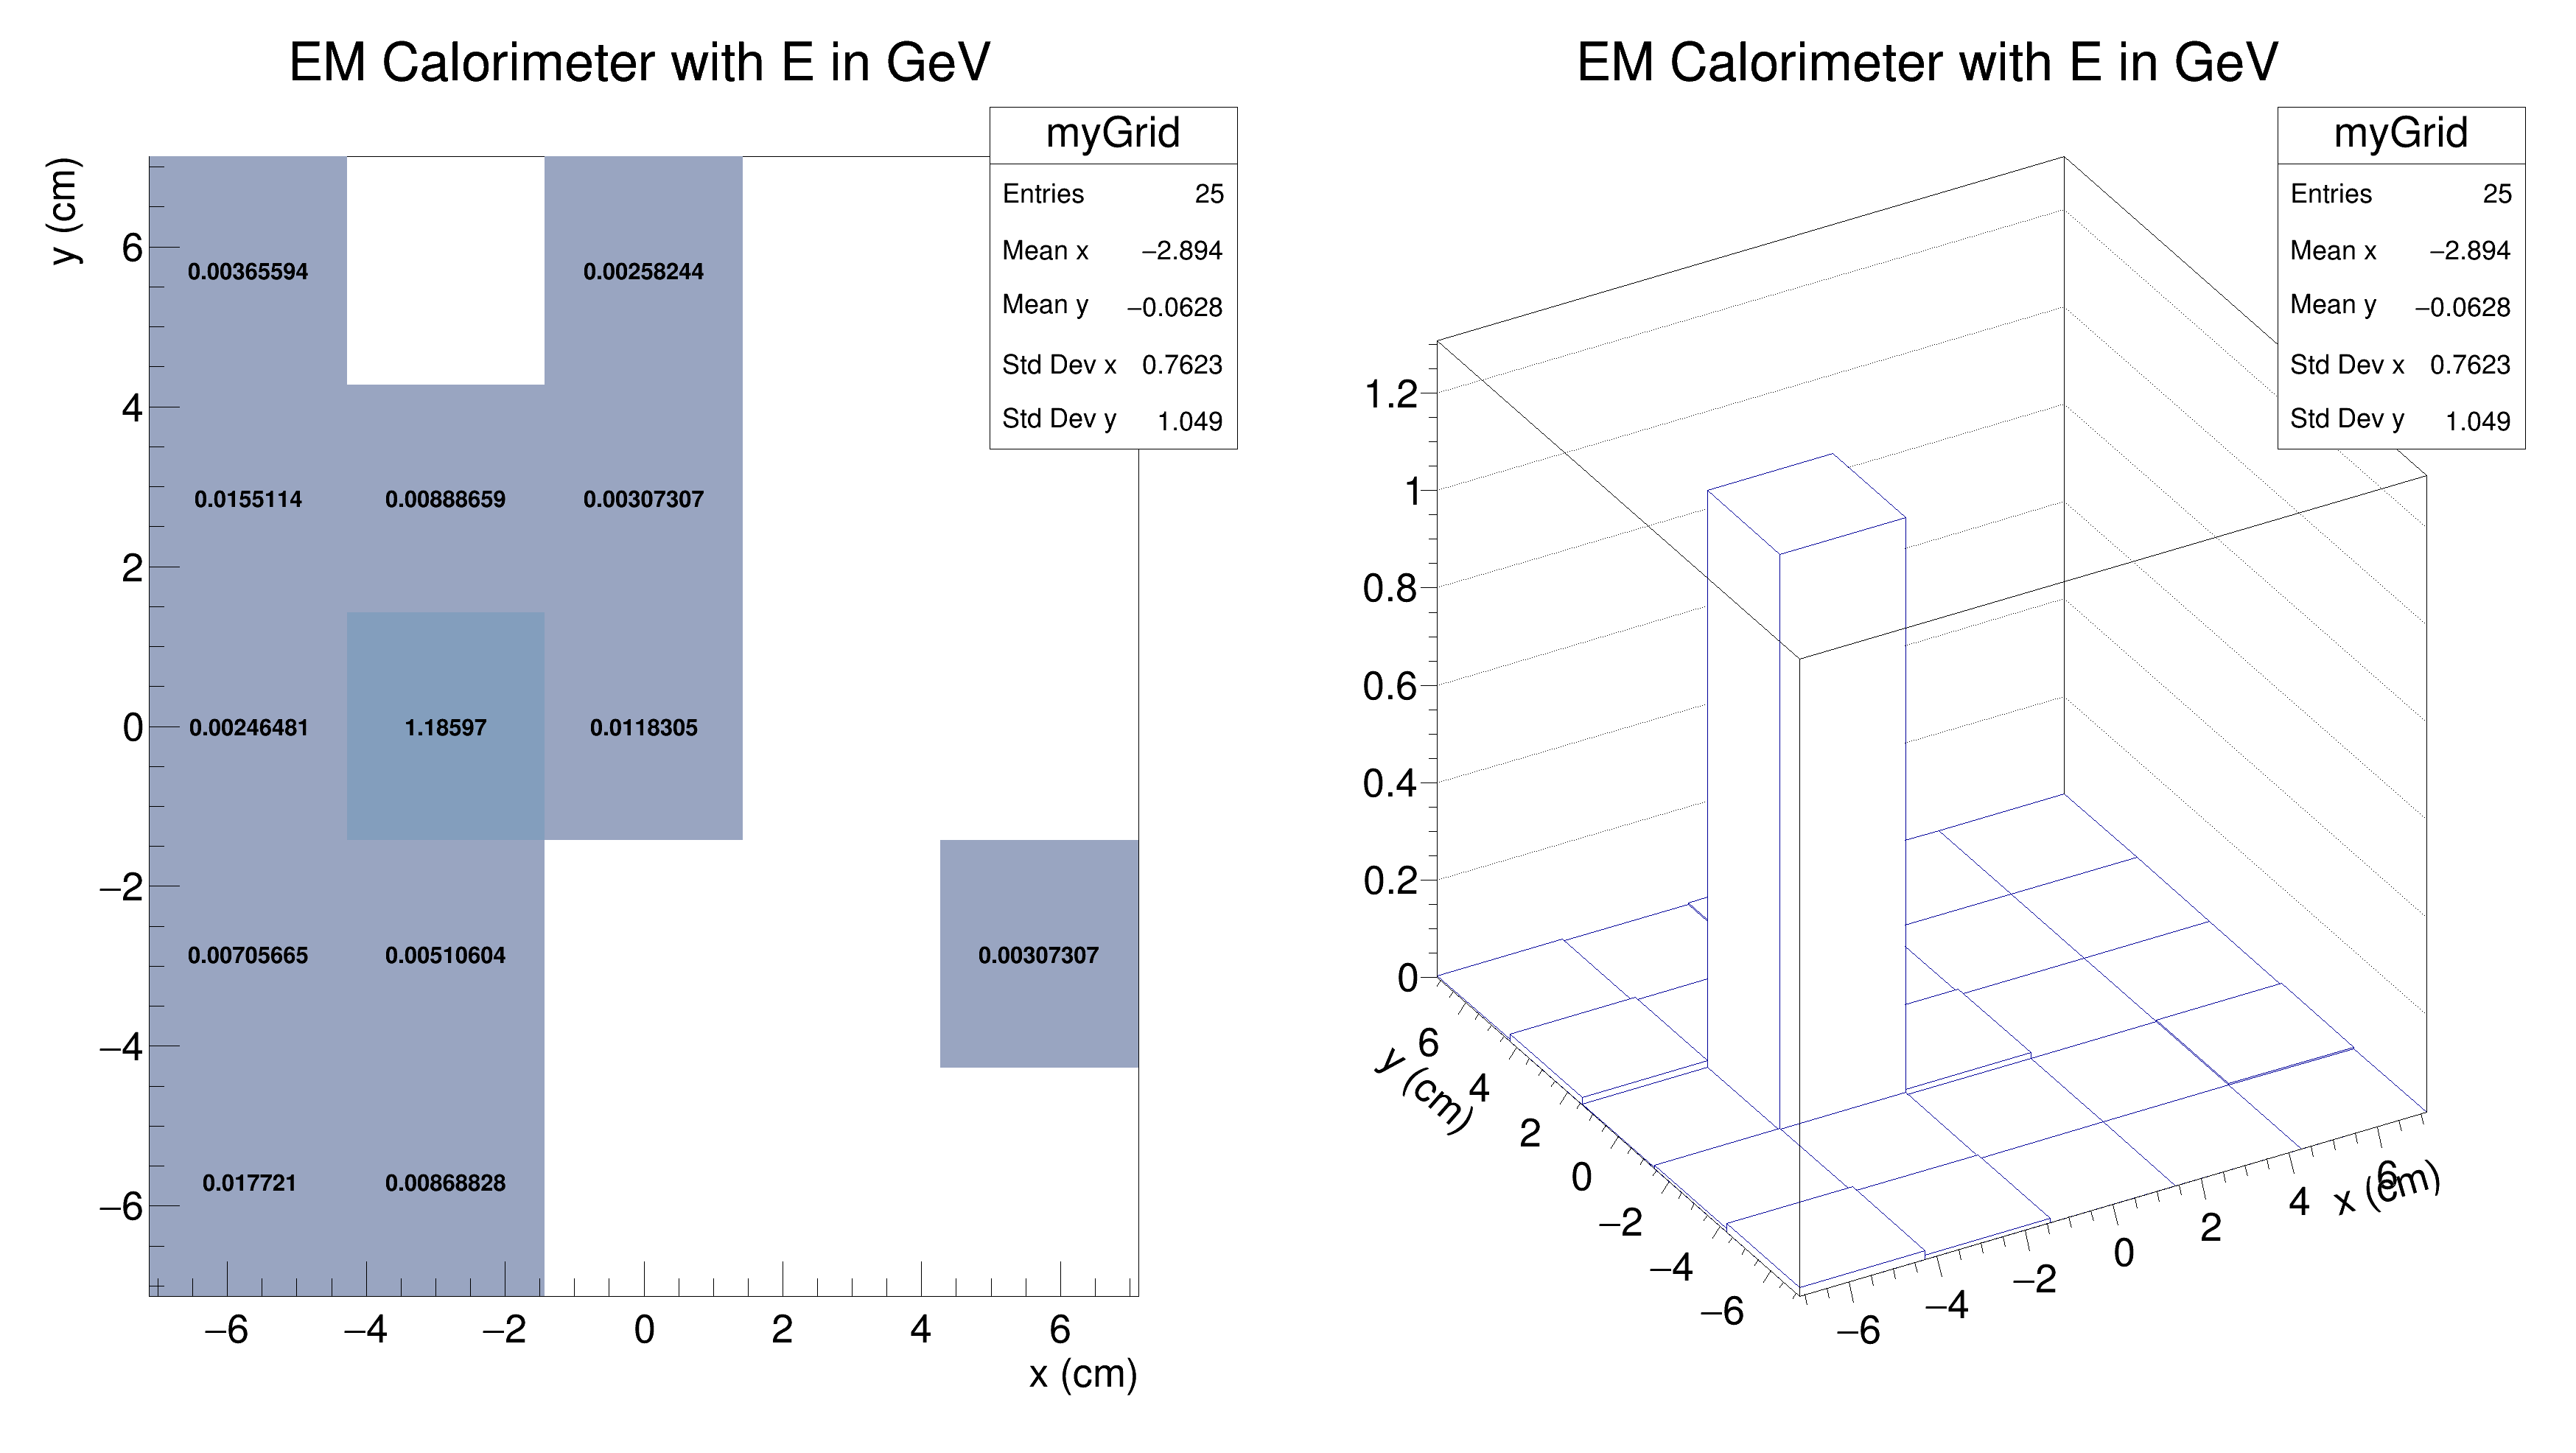 EM Calorimeter with E in GeV
myGrid
Entries 25
Mean x −2.894
Mean y −0.0628
Std Dev x 0.7623
Std Dev y 1.049
y (cm)
6
4
2
0
−2
−4
−6
0.00365594 0.00258244
0.0155114 0.00888659 0.00307307
0.00246481 1.18597 0.0118305
0.00705665 0.00510604 0.00307307
0.017721 0.00868828
−6 −4 −2 0 2 4 6
x (cm)
EM Calorimeter with E in GeV
myGrid
Entries 25
Mean x −2.894
Mean y −0.0628
Std Dev x 0.7623
Std Dev y 1.049
1.2
1
0.8
0.6
0.4
0.2
0
6
4
2
0
−2
−4
−6
y (cm)
−6
−4
−2
0
2
4
6
x (cm)